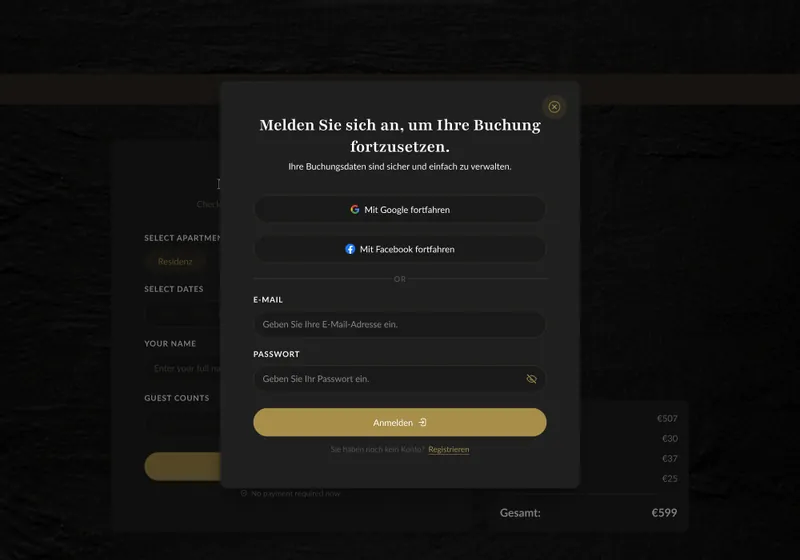 Melden Sie sich an, um Ihre Buchung
fortzusetzen.
Ihre Buchungsdaten sind sicher und einfach zu verwalten.
Mit Google fortfahren
Mit Facebook fortfahren
OR
E-MAIL
Geben Sie Ihre E-Mail-Adresse ein.
PASSWORT
Geben Sie Ihr Passwort ein.
Anmelden
Sie haben noch kein Konto? Registrieren
SELECT
Residenz
SELECT DATES
YOUR NAME
Enter your full
GUEST COUNTS
No payment required now
€507
€30
€37
€25
Gesamt: €599